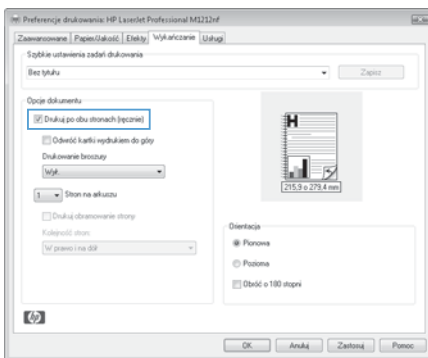 Preferencje drukowania: HP LaserJet Professional M1212nf
Zaawansowane Papier/Jakość Efekty Wykańczanie Usługi
Szybkie ustawienia zadań drukowania
Bez tytułu
Zapisz
Opcje dokumentu
Drukuj po obu stronach (ręcznie)
Odwróć kartki wydrukiem do góry
Drukowanie broszury
Wył.
1 Stron na arkuszu
Drukuj obramowanie strony
Kolejność stron:
W prawo i na dół
H
215,9 o 279,4 mm
Orientacja
Pionowa
Pozioma
Obróć o 180 stopni
hp
OK Anuluj Zastosuj Pomoc